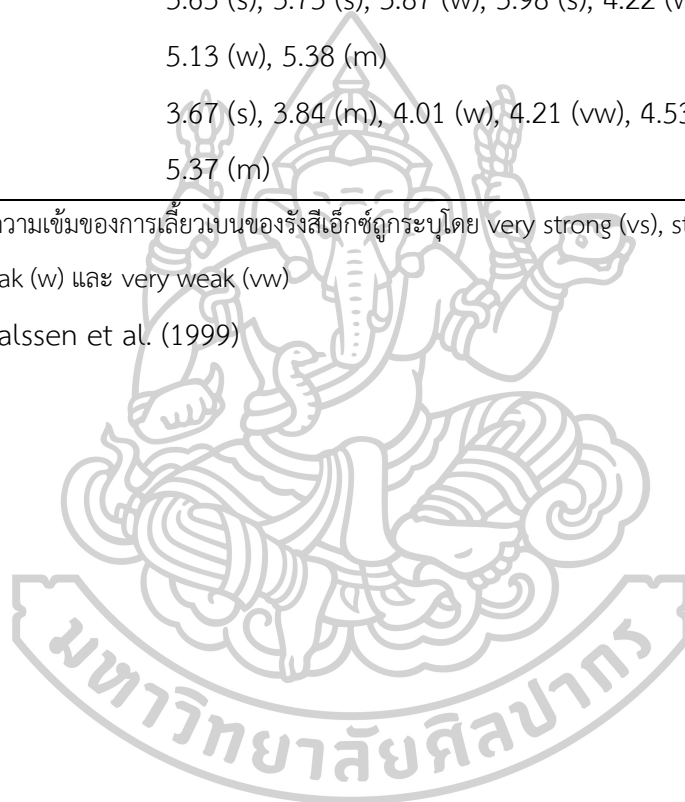 5.13 (w), 5.38 (m)
3.67 (s), 3.84 (m), 4.01 (w), 4.21 (vw), 4.53
5.37 (m)
วามเข้มของการเลี้ยวเบนของรังสีเอ็กซ์ถูกระบุโดย very strong (vs), st
ak (w) และ very weak (vw)
alssen et al. (1999)
มหาวิทยาลัยศิลปากร